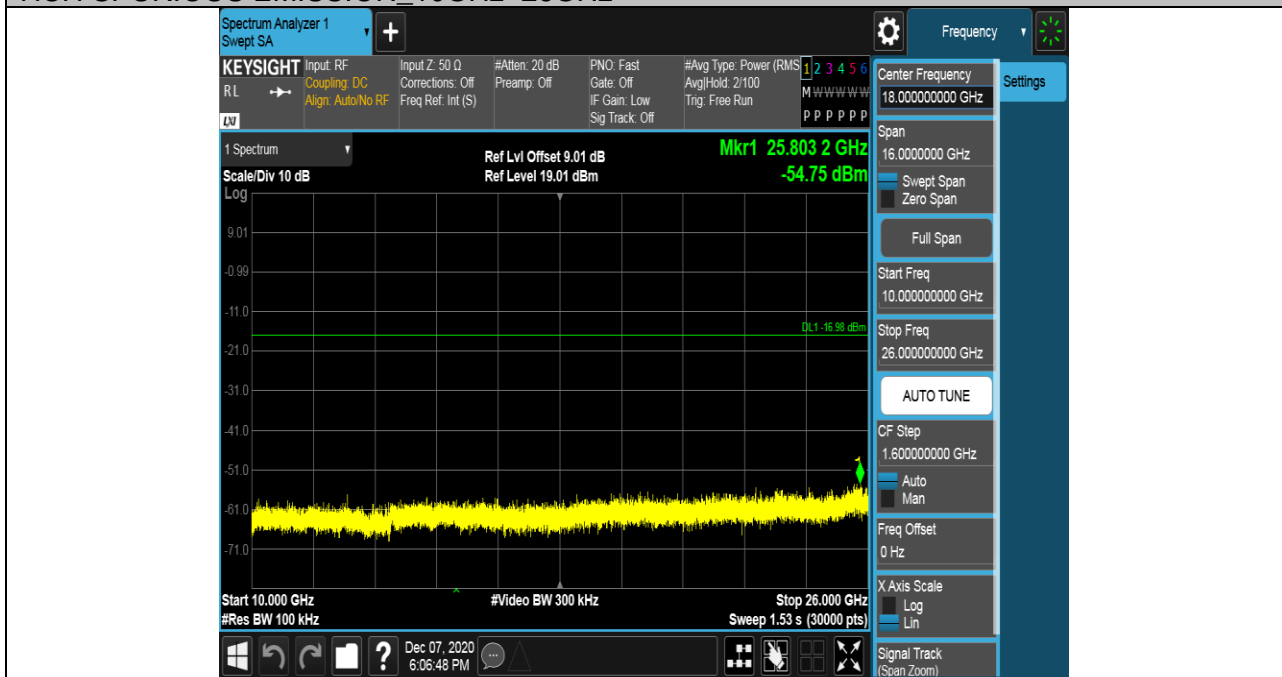 Spectrum Analyzer 1
Swept SA
Frequency
KEYSIGHT
RL
LXI
Input: RF
Coupling: DC
Align: Auto/No RF
Input Z: 50 Ω
Corrections: Off
Freq Ref: Int (S)
#Atten: 20 dB
Preamp: Off
PNO: Fast
Gate: Off
IF Gain: Low
Sig Track: Off
#Avg Type: Power (RMS
Avg|Hold: 2/100
Trig: Free Run
1 2 3 4 5 6
M W W W W W
P P P P P P
1 Spectrum
Scale/Div 10 dB
Log
Ref Lvl Offset 9.01 dB
Ref Level 19.01 dBm
Mkr1 25.803 2 GHz
-54.75 dBm
9.01
-0.99
-11.0
DL1 -16.98 dBm
-21.0
-31.0
-41.0
-51.0
1
-61.0
-71.0
Start 10.000 GHz
#Video BW 300 kHz
Stop 26.000 GHz
#Res BW 100 kHz
Sweep 1.53 s (30000 pts)
?
Dec 07, 2020
6:06:48 PM
Center Frequency
18.000000000 GHz
Settings
Span
16.0000000 GHz
Swept Span
Zero Span
Full Span
Start Freq
10.000000000 GHz
Stop Freq
26.000000000 GHz
AUTO TUNE
CF Step
1.600000000 GHz
Auto
Man
Freq Offset
0 Hz
X Axis Scale
Log
Lin
Signal Track
(Span Zoom)